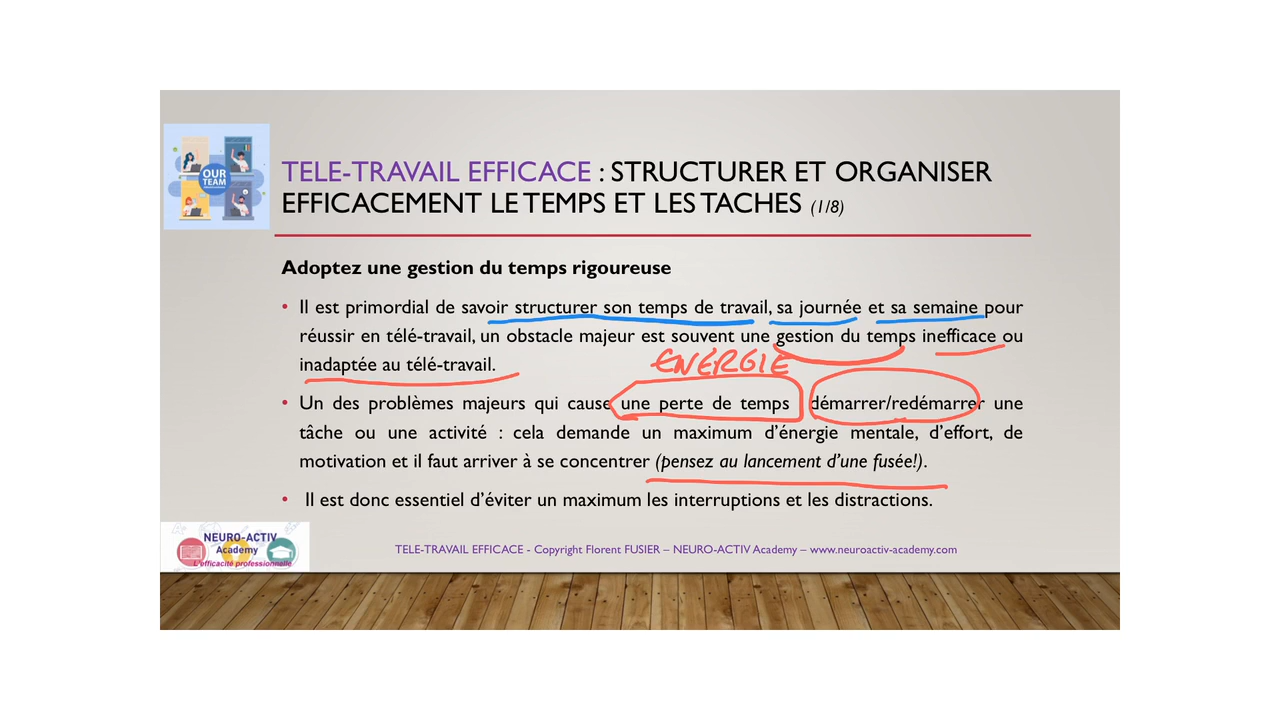 OUR
TEAM
TELE-TRAVAIL EFFICACE : STRUCTURER ET ORGANISER
EFFICACEMENT LE TEMPS ET LES TACHES (1/8)
Adoptez une gestion du temps rigoureuse
• Il est primordial de savoir structurer son temps de travail, sa journée et sa semaine pour
réussir en télé-travail, un obstacle majeur est souvent une gestion du temps inefficace ou
inadaptée au télé-travail.
ENERGIE
• Un des problèmes majeurs qui cause une perte de temps démarrer/redémarrer une
tâche ou une activité : cela demande un maximum d'énergie mentale, d'effort, de
motivation et il faut arriver à se concentrer (pensez au lancement d'une fusée!).
• Il est donc essentiel d'éviter un maximum les interruptions et les distractions.
NEURO-ACTIV
Academy
L'efficacité professionnelle
TELE-TRAVAIL EFFICACE - Copyright Florent FUSIER – NEURO-ACTIV Academy – www.neuroactiv-academy.com